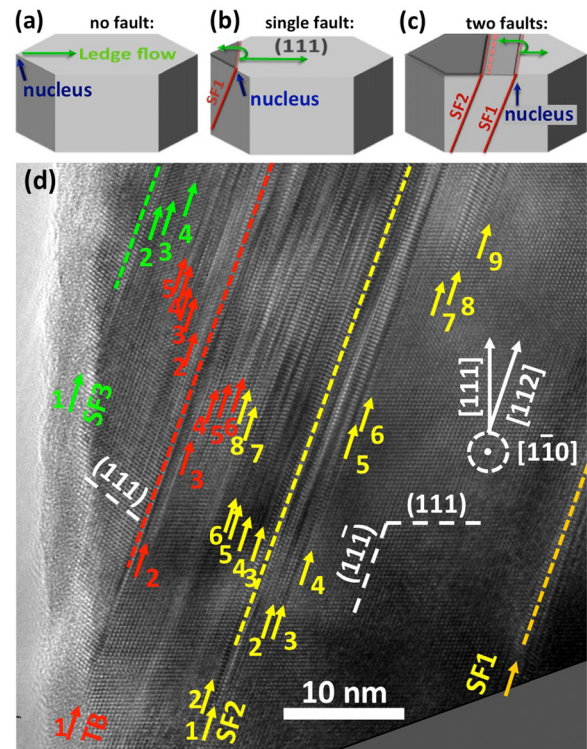 (a) no fault:
Ledge flow
nucleus
(b) single fault:
(111)
SF1
nucleus
(c) two faults:
SF2
SF1
nucleus
(d)
4
2 3
5
4
3
2
9
8
7
1 SF3
[111]
[112]
[11̅0]
4
5 6
8 7
6
5
3
(111)
(111)
(11̅1̅)
6
5
4
3
4
2
2 3
SF1
2
1 SF2
10 nm
1 TB